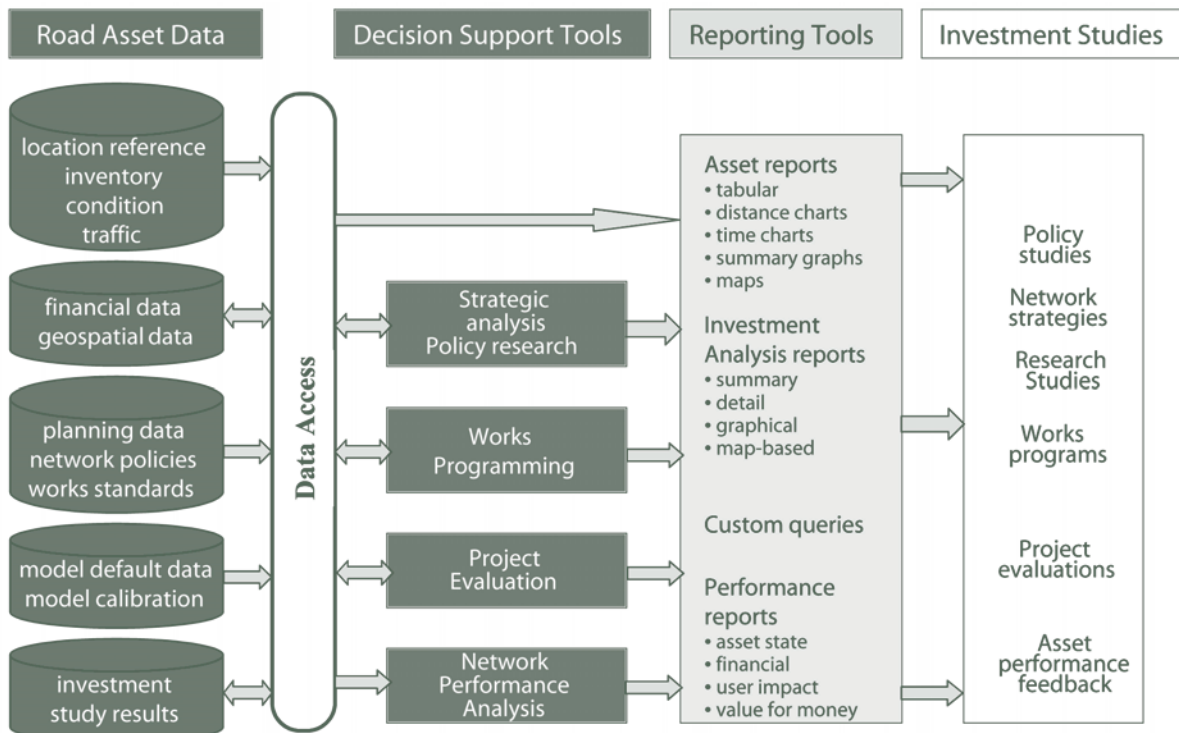 Road Asset Data
Decision Support Tools
Reporting Tools
Investment Studies
location reference
inventory
condition
traffic
financial data
geospatial data
planning data
network policies
works standards
model default data
model calibration
investment
study results
Data Access
Strategic
analysis
Policy research
Works
Programming
Project
Evaluation
Network
Performance
Analysis
Asset reports
• tabular
• distance charts
• time charts
• summary graphs
• maps
Investment
Analysis reports
• summary
• detail
• graphical
• map-based
Custom queries
Performance
reports
• asset state
• financial
• user impact
• value for money
Policy
studies
Network
strategies
Research
Studies
Works
programs
Project
evaluations
Asset
performance
feedback